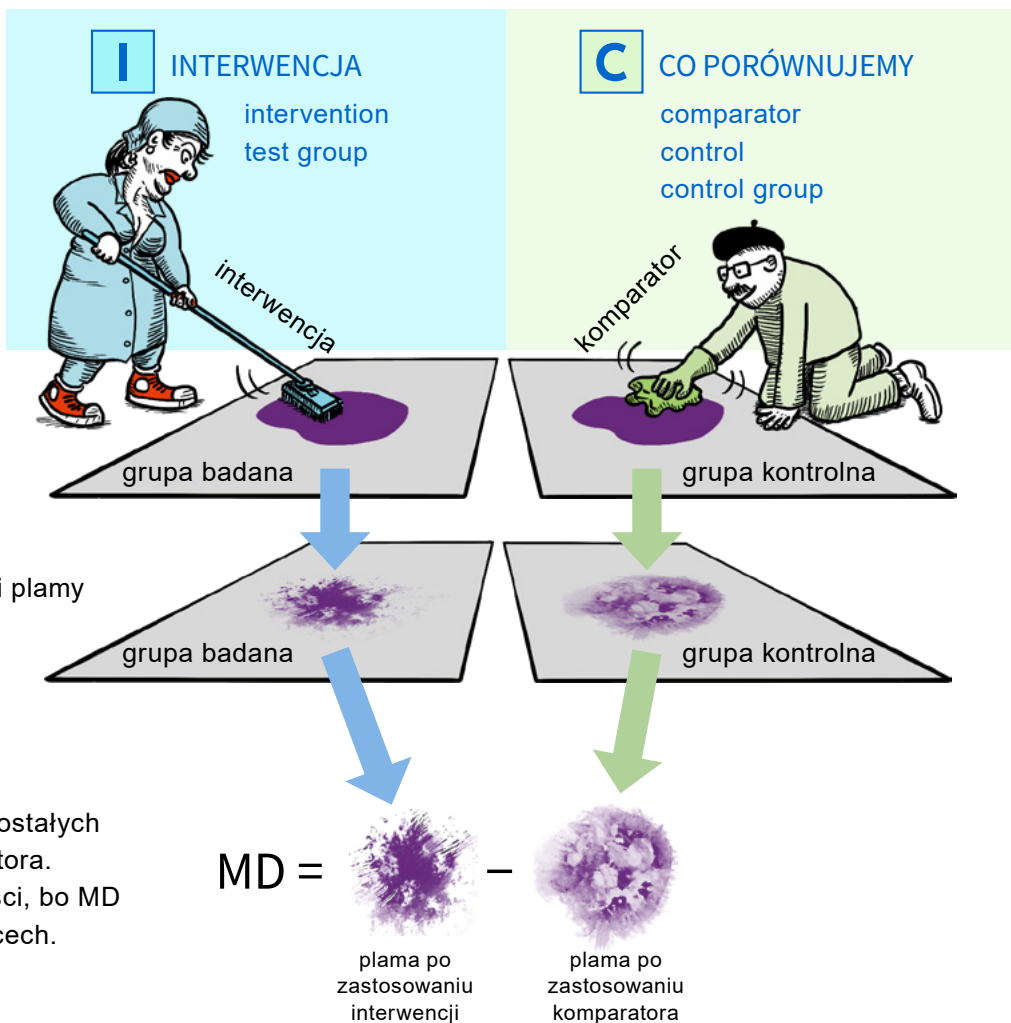 I INTERWENCJA
intervention
test group
C CO PORÓWNUJEMY
comparator
control
control group
interwencja
komparator
grupa badana
grupa kontrolna
i plamy
grupa badana
grupa kontrolna
ostałych
tora.
ści, bo MD
cech.
MD = –
plama po
zastosowaniu
interwencji
plama po
zastosowaniu
komparatora